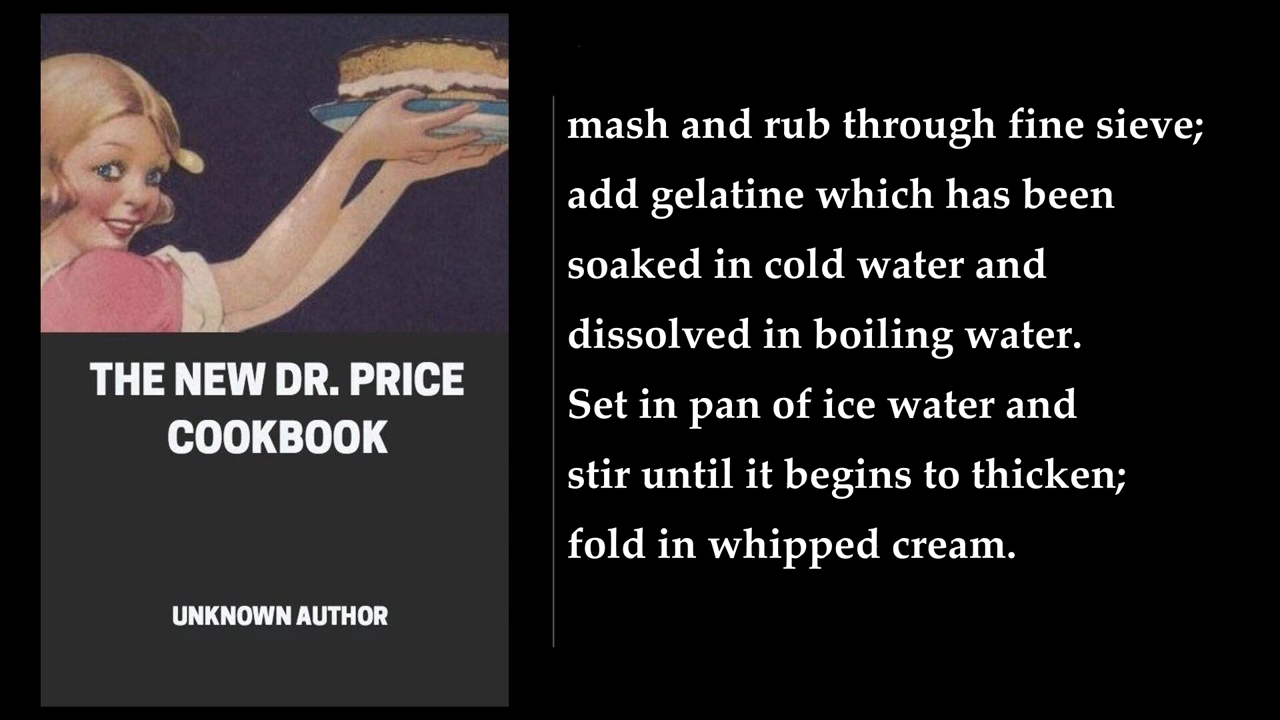 THE NEW DR. PRICE
COOKBOOK
UNKNOWN AUTHOR
mash and rub through fine sieve;
add gelatine which has been
soaked in cold water and
dissolved in boiling water.
Set in pan of ice water and
stir until it begins to thicken;
fold in whipped cream.